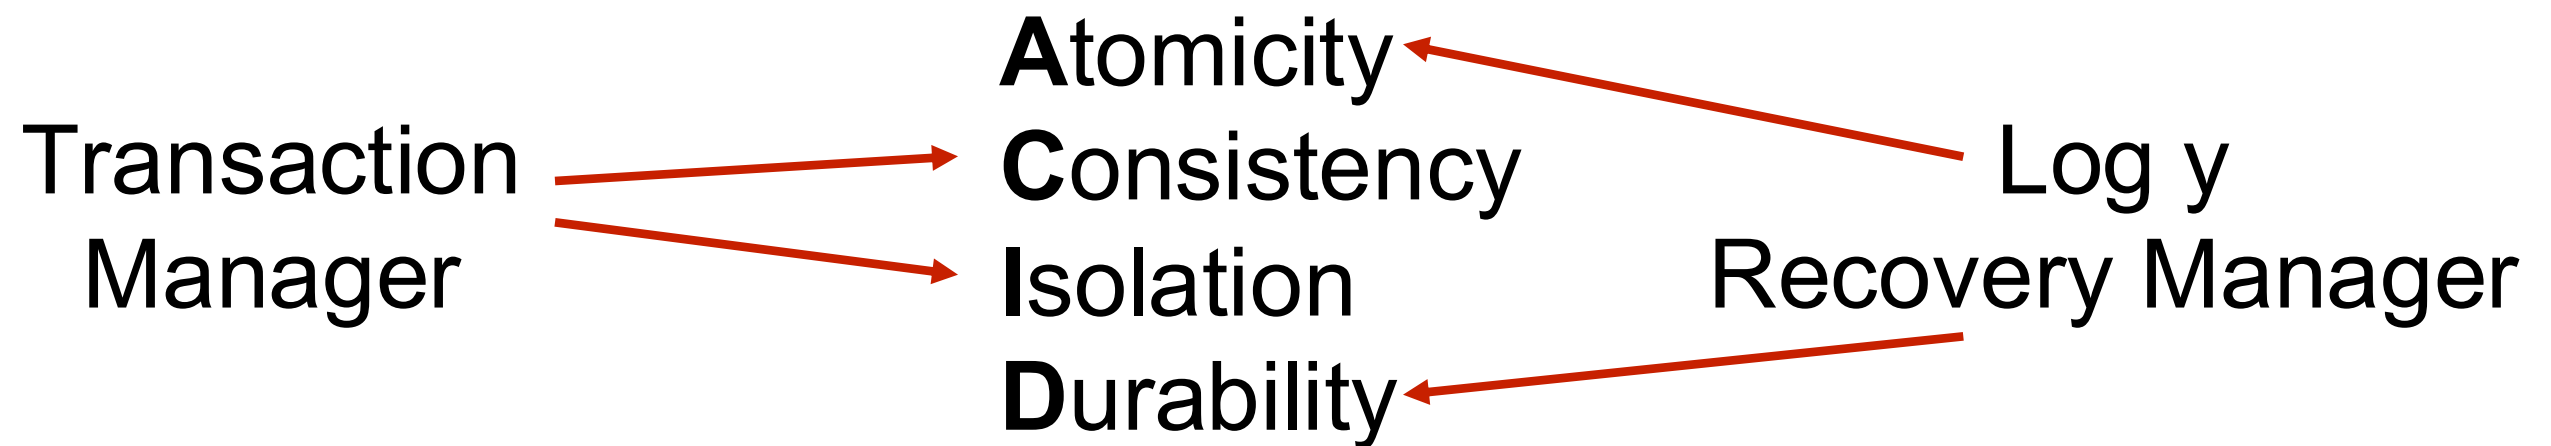 Transaction
Manager
Atomicity
Consistency
Isolation
Durability
Log y
Recovery Manager